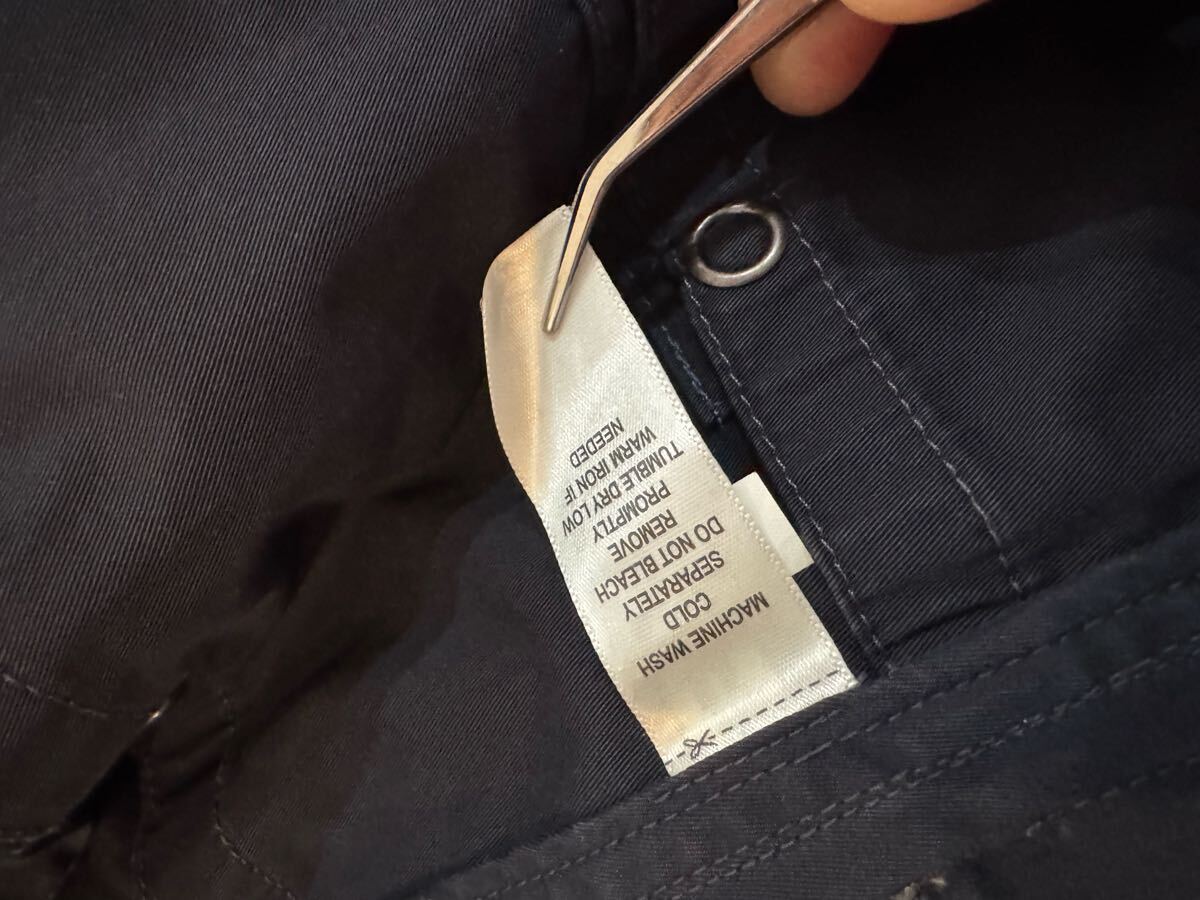 MACHINE WASH
COLD
SEPARATELY
DO NOT BLEACH
REMOVE
PROMPTLY
TUMBLE DRY LOW
WARM IRON IF
NEEDED